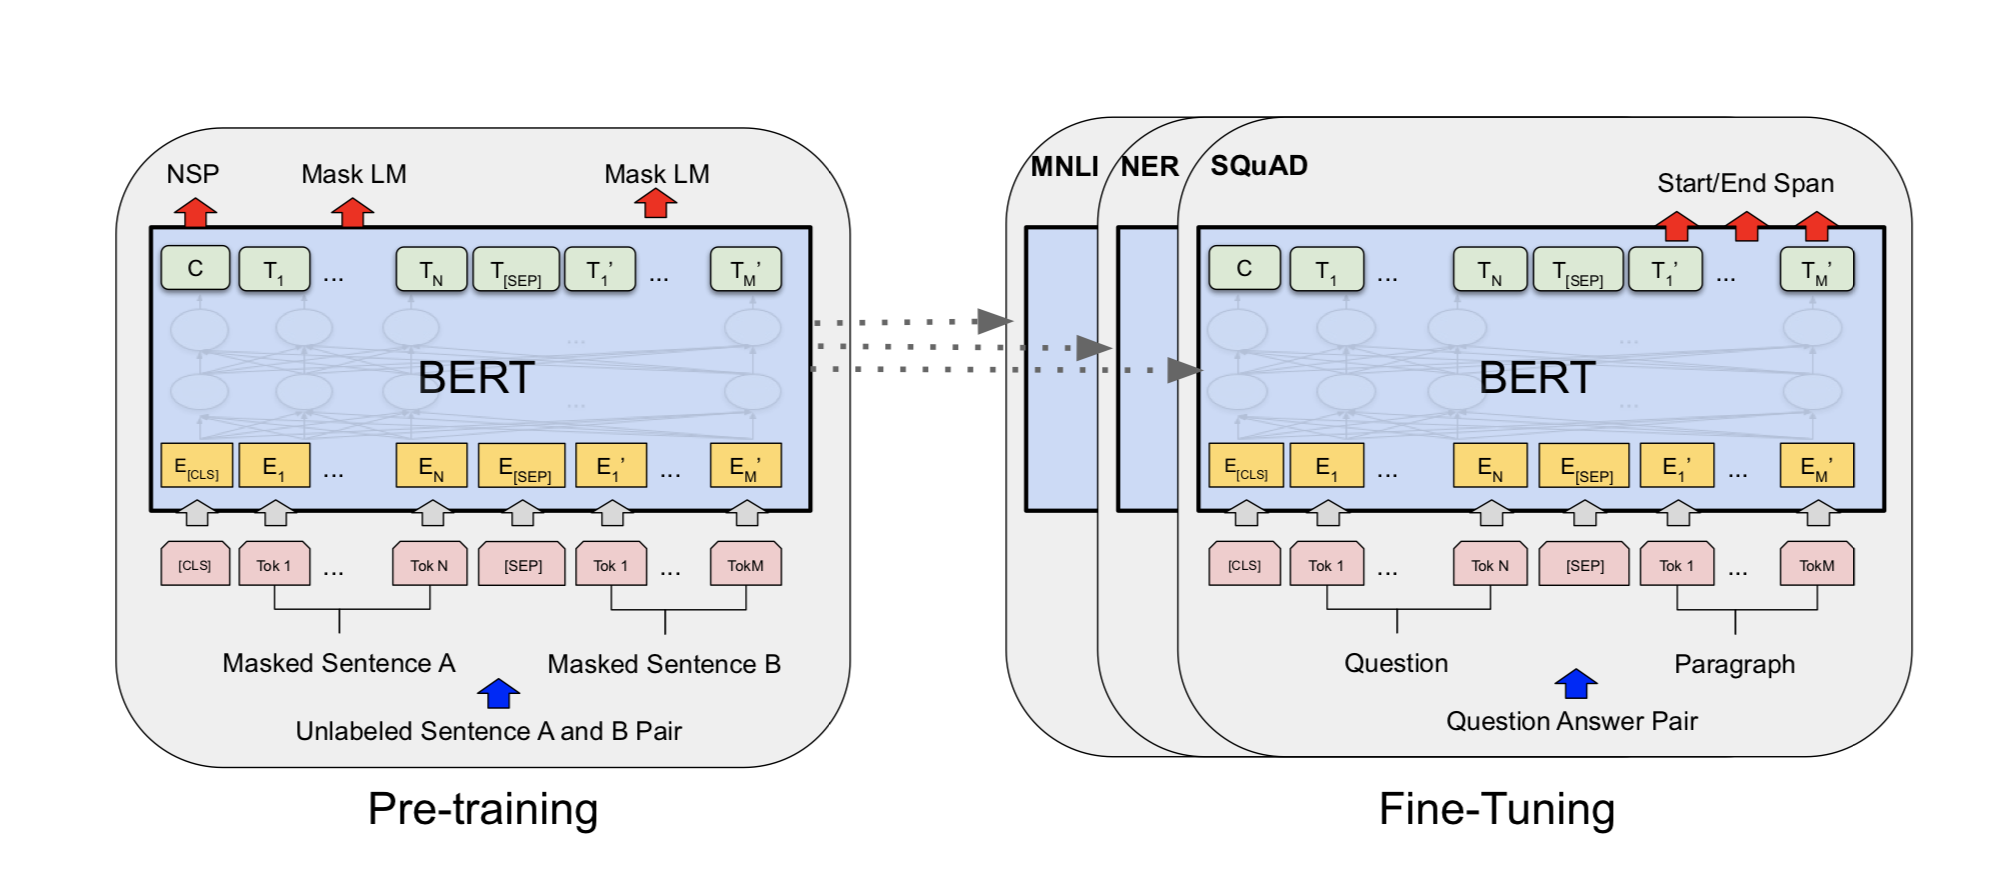 NSP Mask LM Mask LM
C T1 ... TN T[SEP] T1’ ... TM’
...
BERT
...
E[CLS] E1 ... EN E[SEP] E1’ ... EM’
[CLS] Tok 1 ... Tok N [SEP] Tok 1 ... TokM
Masked Sentence A Masked Sentence B
Unlabeled Sentence A and B Pair
Pre-training
MNLI NER SQuAD
Start/End Span
C T1 ... TN T[SEP] T1’ ... TM’
...
BERT
...
E[CLS] E1 ... EN E[SEP] E1’ ... EM’
[CLS] Tok 1 ... Tok N [SEP] Tok 1 ... TokM
Question Paragraph
Question Answer Pair
Fine-Tuning